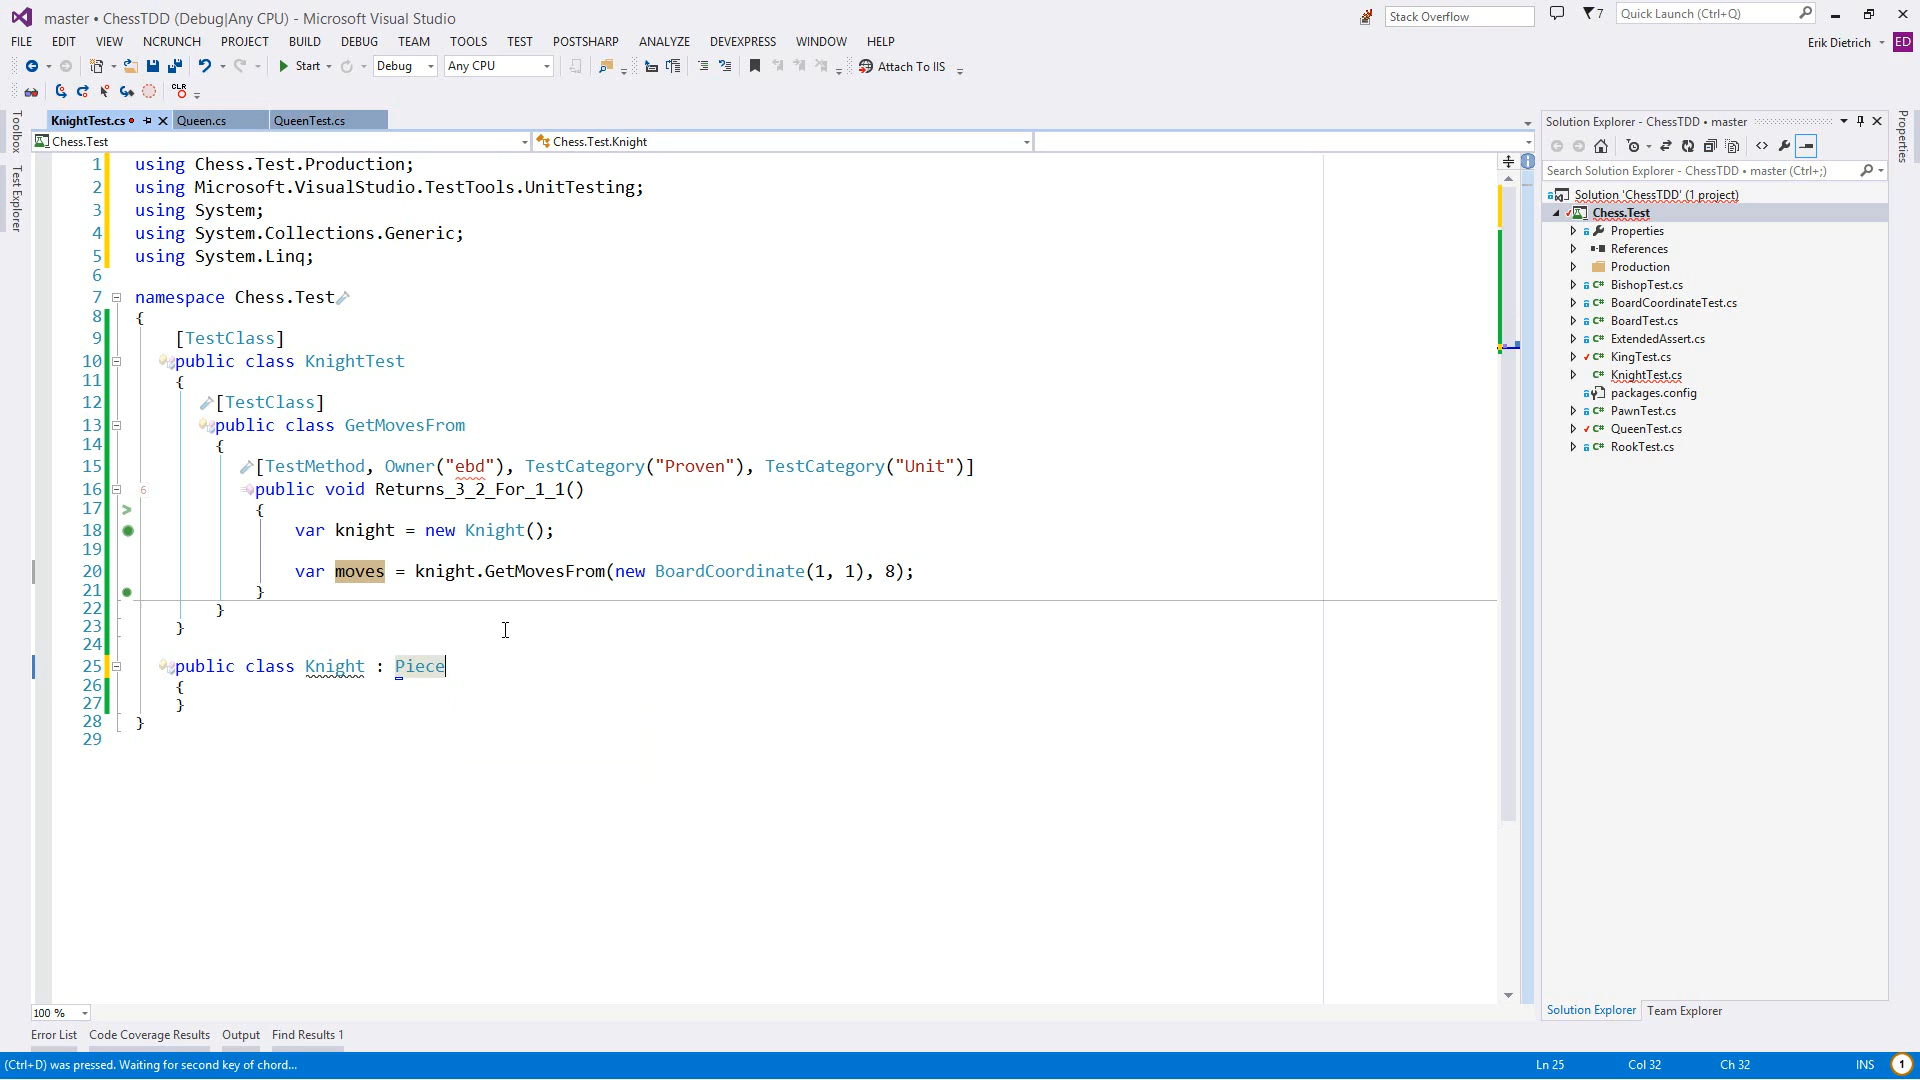 master • ChessTDD (Debug|Any CPU) - Microsoft Visual Studio
Stack Overflow
7
Quick Launch (Ctrl+Q)
FILE EDIT VIEW NCRUNCH PROJECT BUILD DEBUG TEAM TOOLS TEST POSTSHARP ANALYZE DEVEXPRESS WINDOW HELP
Erik Dietrich
ED
Start
Debug
Any CPU
Attach To IIS
CLR
Toolbox
Test Explorer
KnightTest.cs
Queen.cs
QueenTest.cs
Chess.Test
Chess.Test.Knight
1 using Chess.Test.Production;
2 using Microsoft.VisualStudio.TestTools.UnitTesting;
3 using System;
4 using System.Collections.Generic;
5 using System.Linq;
6
7 namespace Chess.Test
8 {
9 [TestClass]
10 public class KnightTest
11 {
12 [TestClass]
13 public class GetMovesFrom
14 {
15 [TestMethod, Owner("ebd"), TestCategory("Proven"), TestCategory("Unit")]
16 6 public void Returns_3_2_For_1_1()
17 {
18 var knight = new Knight();
19
20 var moves = knight.GetMovesFrom(new BoardCoordinate(1, 1), 8);
21 }
22 }
23 }
24
25 public class Knight : Piece
26 {
27 }
28 }
29
100 %
Error List Code Coverage Results Output Find Results 1
(Ctrl+D) was pressed. Waiting for second key of chord...
Ln 25 Col 32 Ch 32 INS 1
Solution Explorer - ChessTDD • master
Search Solution Explorer - ChessTDD • master (Ctrl+;)
Solution 'ChessTDD' (1 project)
Chess.Test
Properties
References
Production
C# BishopTest.cs
C# BoardCoordinateTest.cs
C# BoardTest.cs
C# ExtendedAssert.cs
C# KingTest.cs
C# KnightTest.cs
packages.config
C# PawnTest.cs
C# QueenTest.cs
C# RookTest.cs
Solution Explorer Team Explorer
Properties